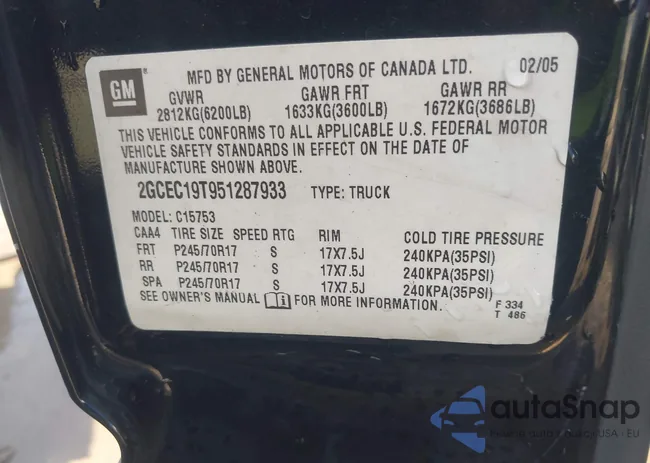 GM
MFD BY GENERAL MOTORS OF CANADA LTD. 02/05
GVWR GAWR FRT GAWR RR
2812KG(6200LB) 1633KG(3600LB) 1672KG(3686LB)
THIS VEHICLE CONFORMS TO ALL APPLICABLE U.S. FEDERAL MOTOR
VEHICLE SAFETY STANDARDS IN EFFECT ON THE DATE OF
MANUFACTURE SHOWN ABOVE.
2GCEC19T951287933 TYPE: TRUCK
MODEL: C15753
CAA4 TIRE SIZE SPEED RTG RIM COLD TIRE PRESSURE
FRT P245/70R17 S 17X7.5J 240KPA(35PSI)
RR P245/70R17 S 17X7.5J 240KPA(35PSI)
SPA P245/70R17 S 17X7.5J 240KPA(35PSI)
SEE OWNER'S MANUAL FOR MORE INFORMATION.
F 334
T 486
autoSnap
USA - EU